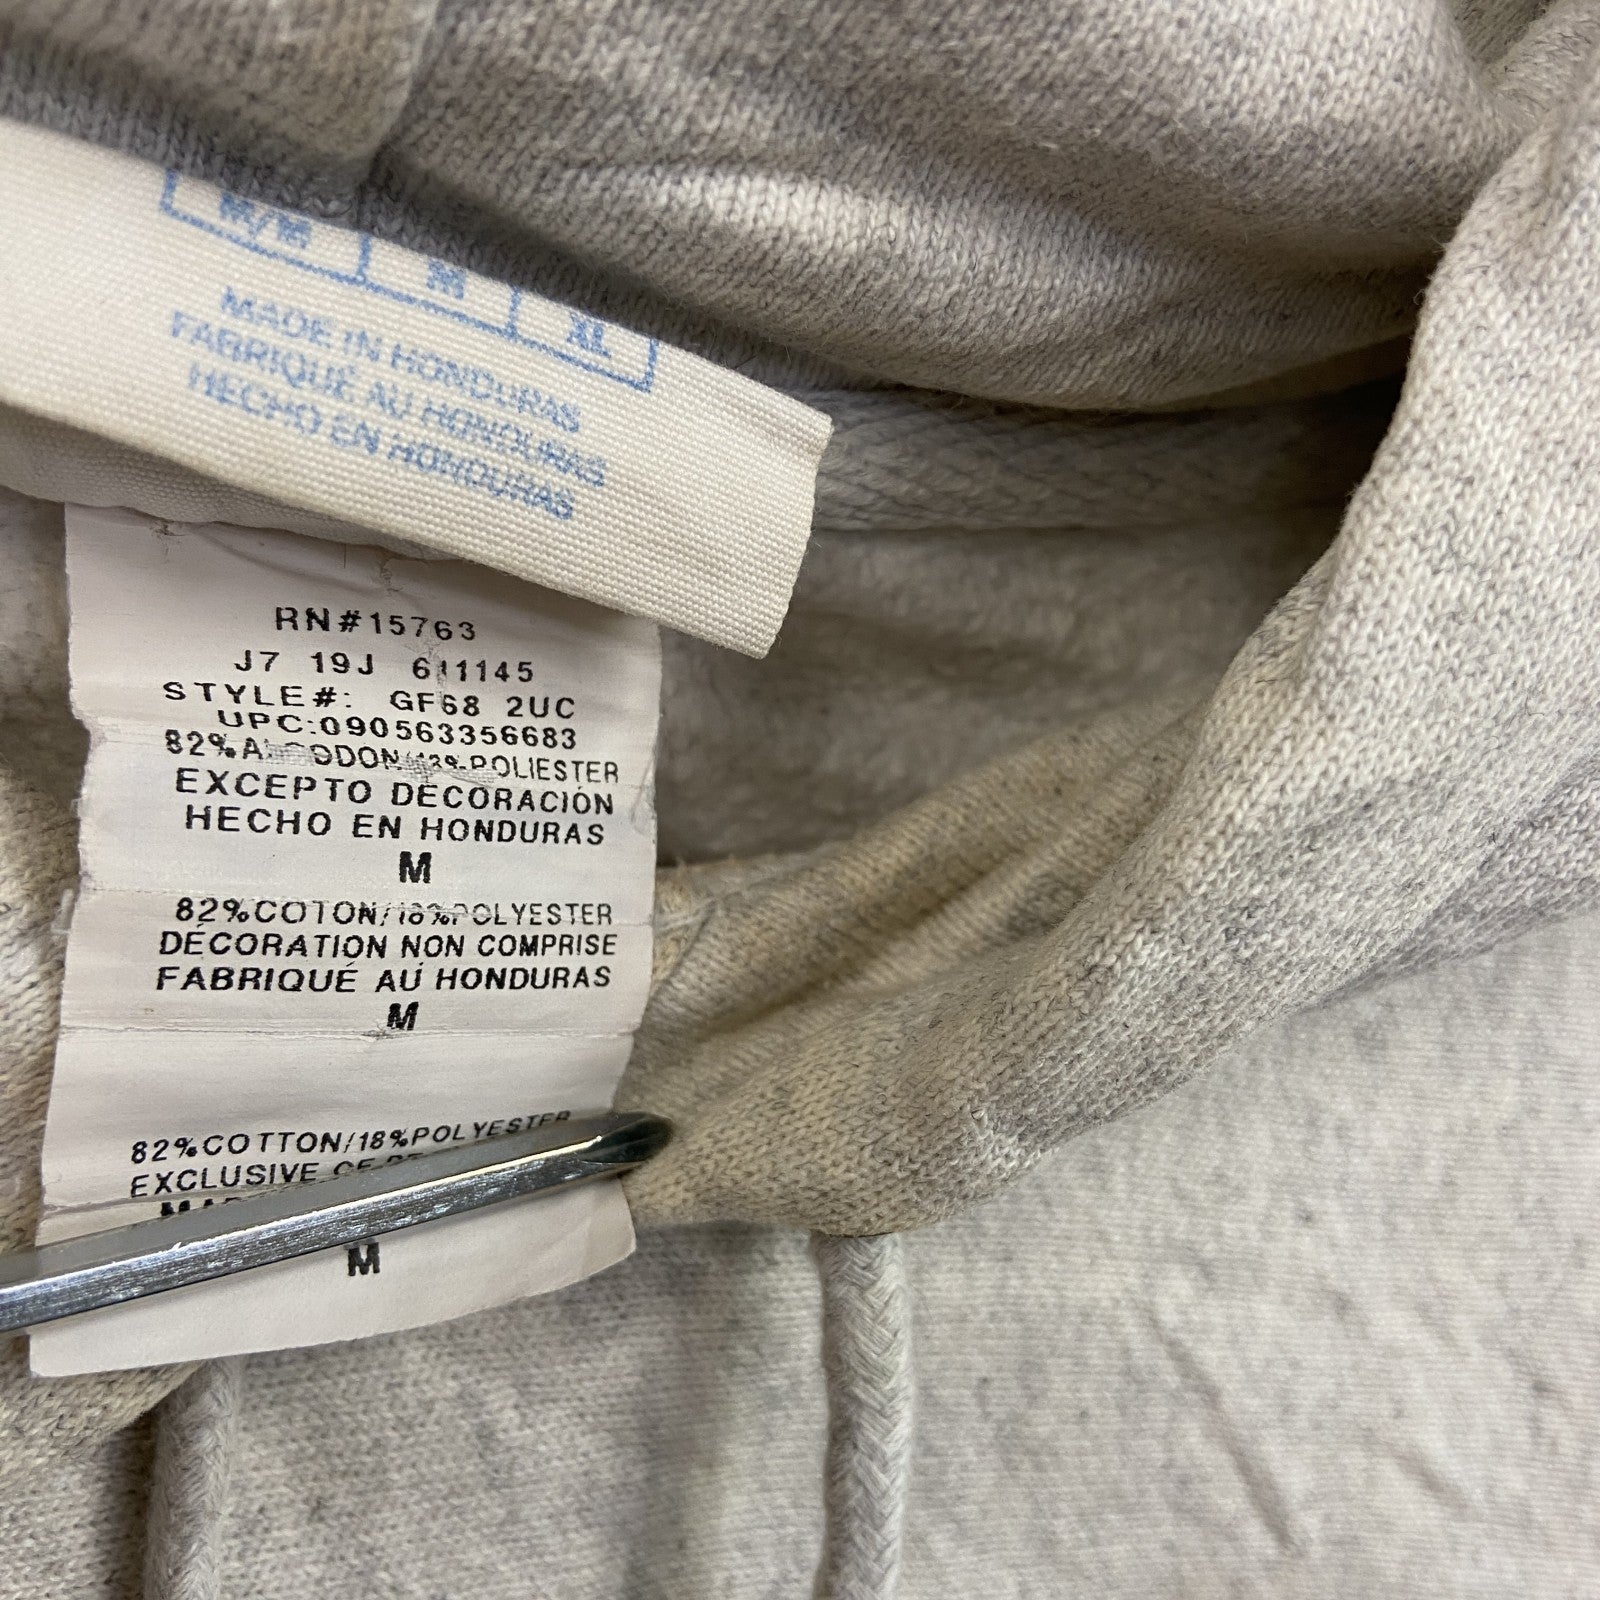 M/M
M
XL
MADE IN HONDURAS
FABRIQUÉ AU HONDURAS
HECHO EN HONDURAS
RN#15763
J7 19J 611145
STYLE#: GF68 2UC
UPC:090563356683
82% POLIESTER
EXCEPTO DECORACIÓN
HECHO EN HONDURAS
M
82%COTON/18%POLYESTER
DÉCORATION NON COMPRISE
FABRIQUÉ AU HONDURAS
M
82%COTTON/18%POLYESTER
EXCLUSIVE
M